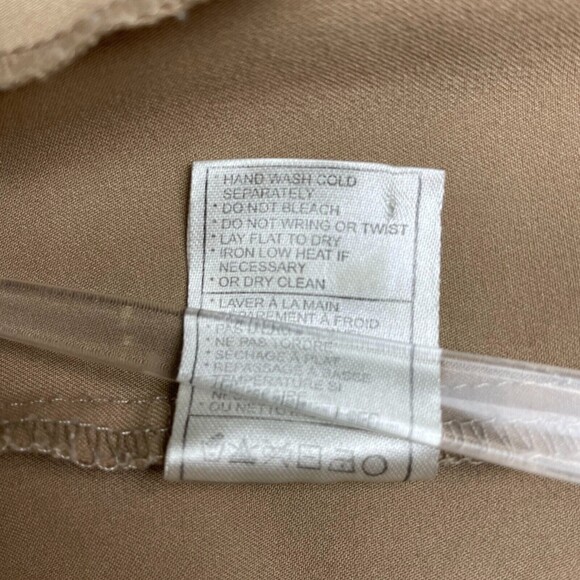 HAND WASH COLD
SEPARATELY
* DO NOT BLEACH
* DO NOT WRING OR TWIST
* LAY FLAT TO DRY
* IRON LOW HEAT IF
NECESSARY
* OR DRY CLEAN
* LAVER À LA MAIN
SÉPAREMENT À FROID
* NE PAS TORDRE
* SÉCHAGE À PLAT
* REPASSAGE À BASSE
TEMPÉRATURE SI